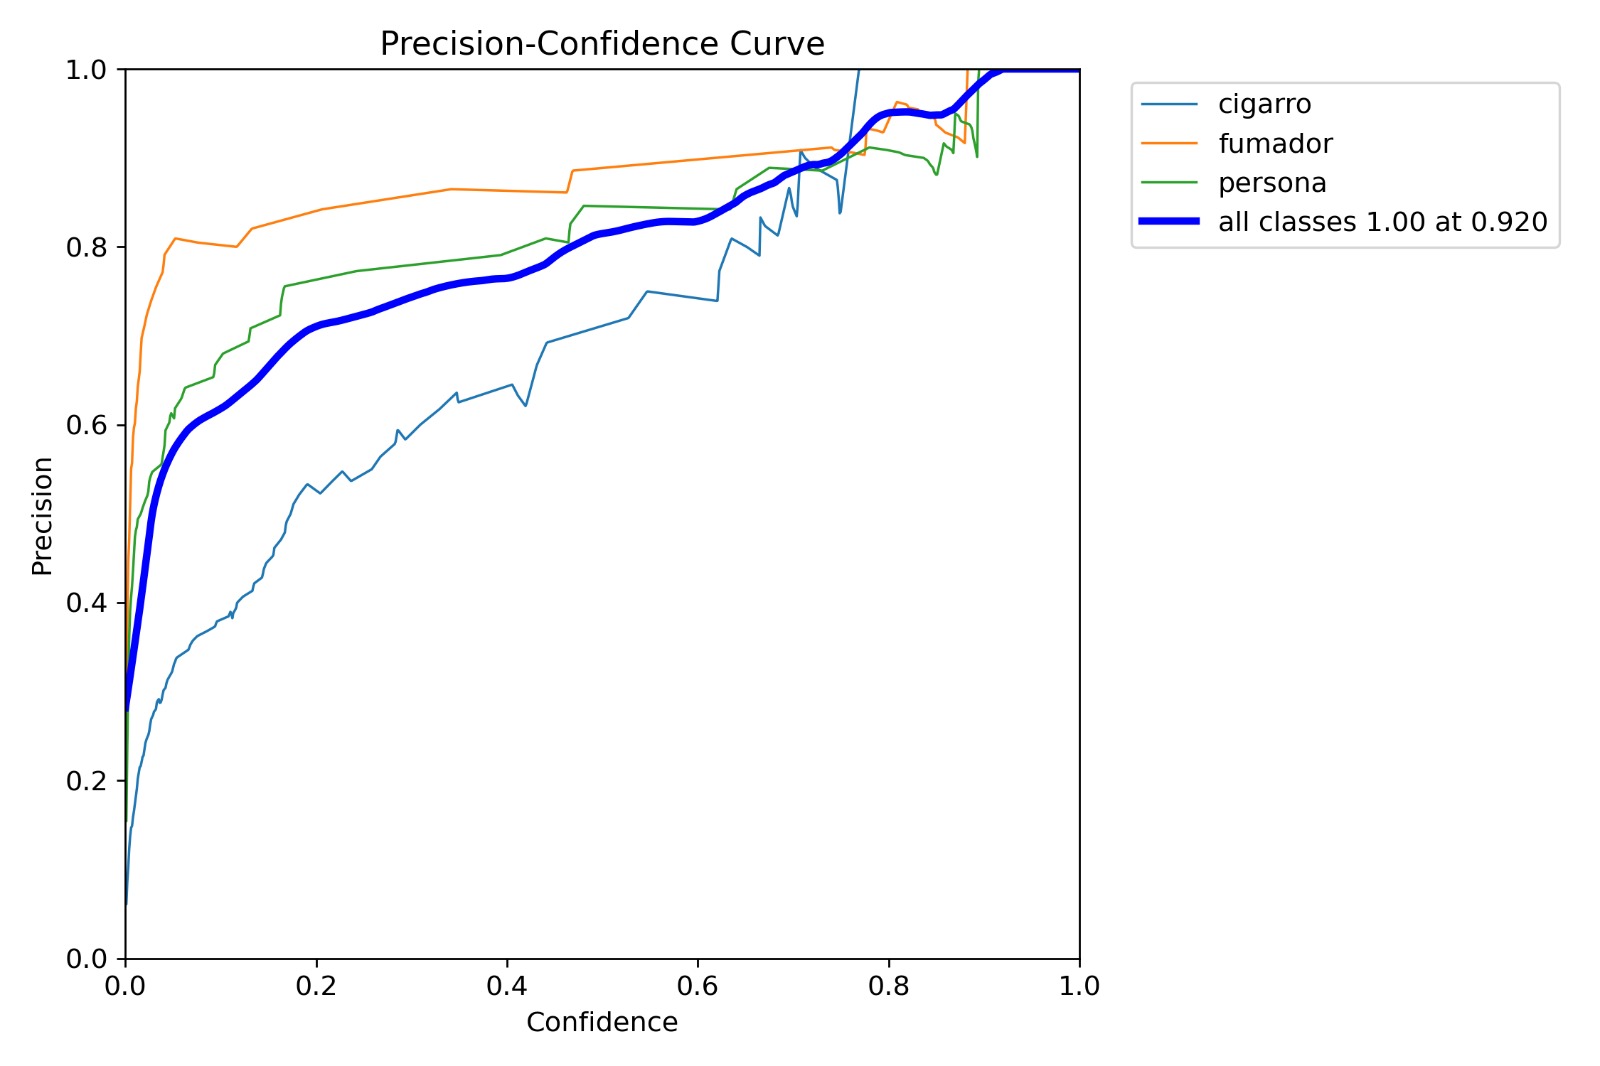 Precision-Confidence Curve
1.0
0.8
0.6
0.4
0.2
0.0
Precision
0.0 0.2 0.4 0.6 0.8 1.0
Confidence
cigarro
fumador
persona
all classes 1.00 at 0.920